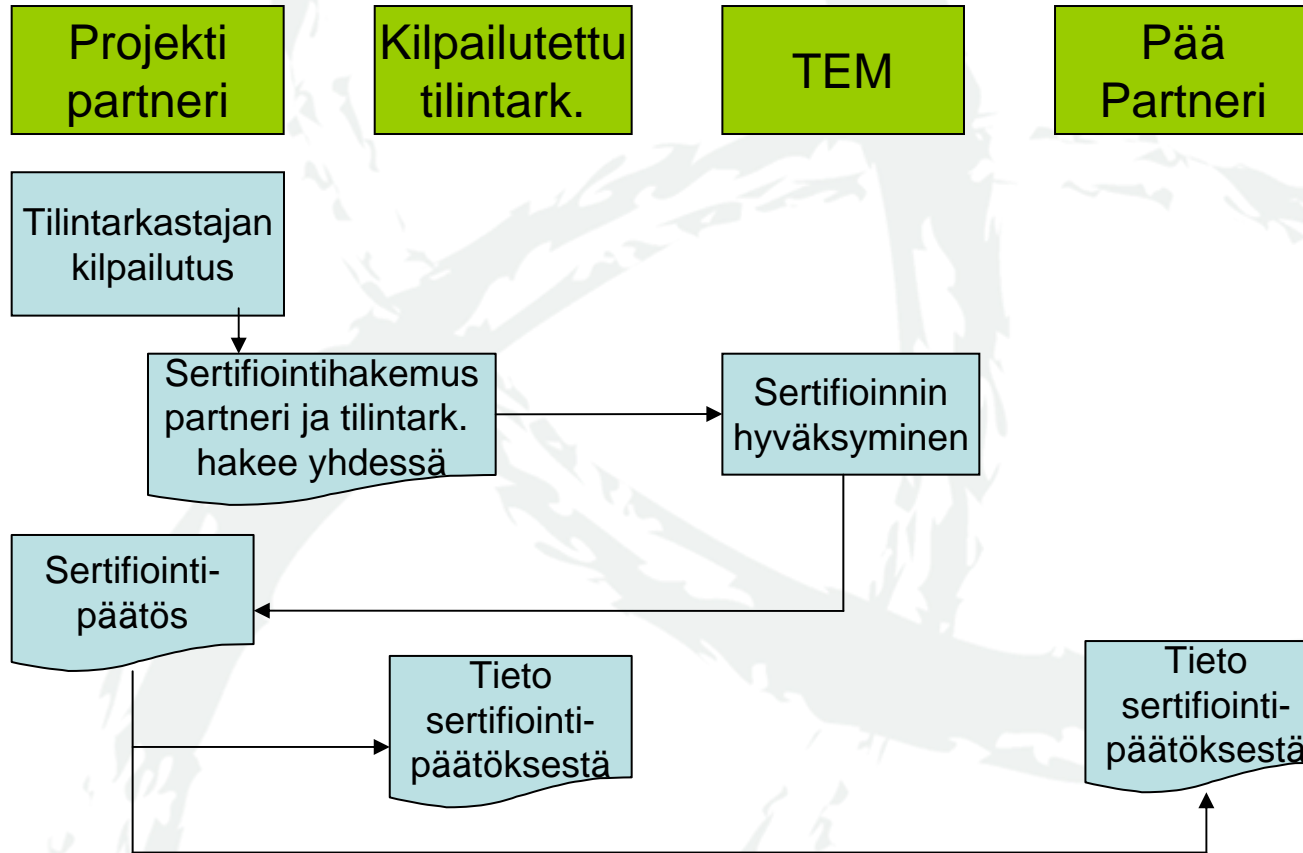 Projekti
partneri
Kilpailutettu
tilintark.
TEM
Pää
Partneri
Tilintarkastajan
kilpailutus
Sertifiointihakemus
partneri ja tilintark.
hakee yhdessä
Sertifioinnin
hyväksyminen
Sertifiointi-
päätös
Tieto
sertifiointi-
päätöksestä
Tieto
sertifiointi-
päätöksestä